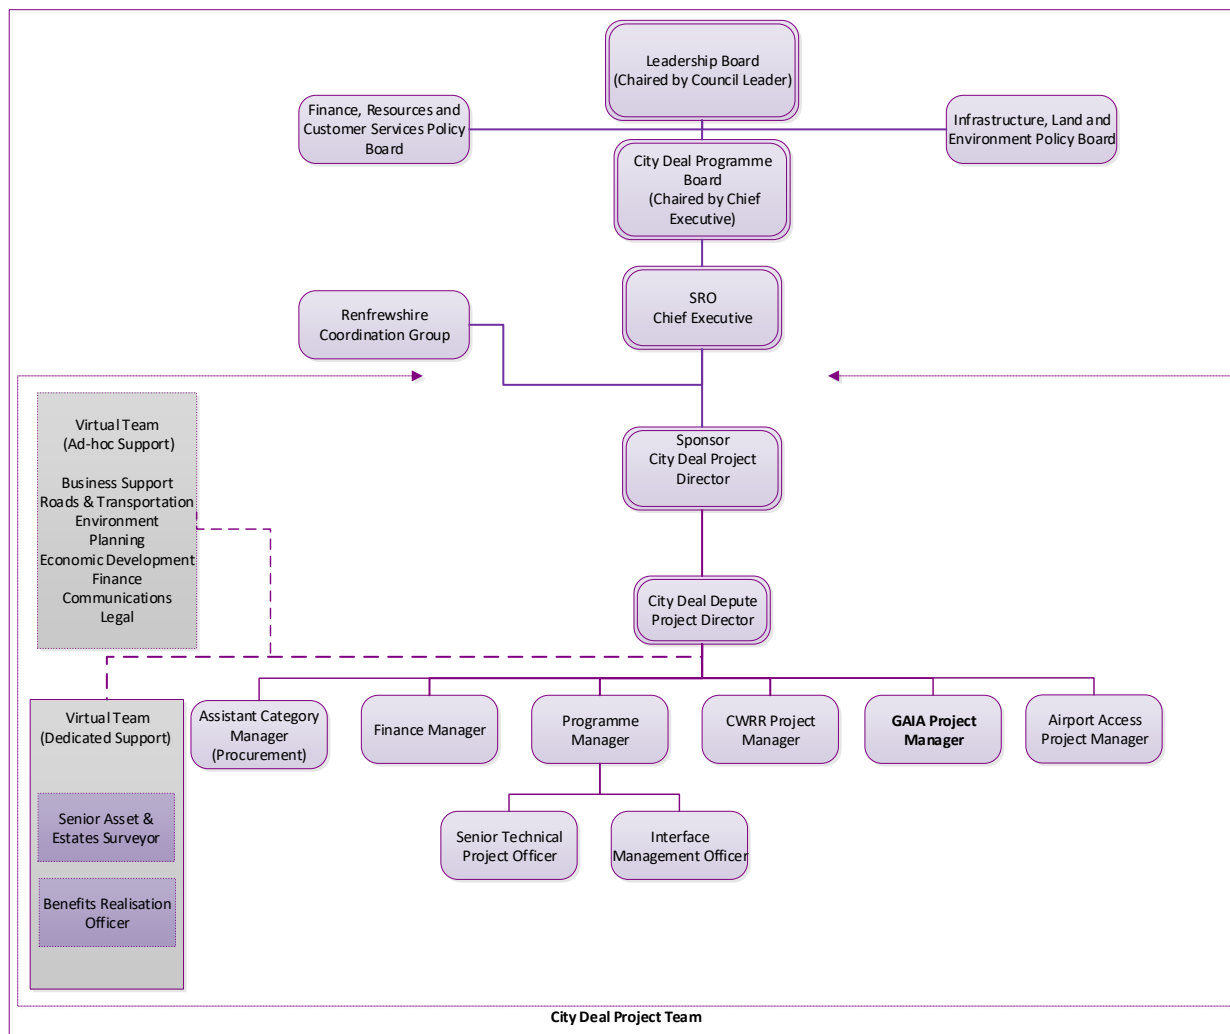 Leadership Board
(Chaired by Council Leader)
Finance, Resources and
Customer Services Policy
Board
Infrastructure, Land and
Environment Policy Board
City Deal Programme
Board
(Chaired by Chief
Executive)
SRO
Chief Executive
Renfrewshire
Coordination Group
Sponsor
City Deal Project
Director
Virtual Team
(Ad-hoc Support)
Business Support
Roads & Transportation
Environment
Planning
Economic Development
Finance
Communications
Legal
City Deal Depute
Project Director
Virtual Team
(Dedicated Support)
Senior Asset &
Estates Surveyor
Benefits Realisation
Officer
Assistant Category
Manager
(Procurement)
Finance Manager
Programme
Manager
CWRR Project
Manager
GAIA Project
Manager
Airport Access
Project Manager
Senior Technical
Project Officer
Interface
Management Officer
City Deal Project Team